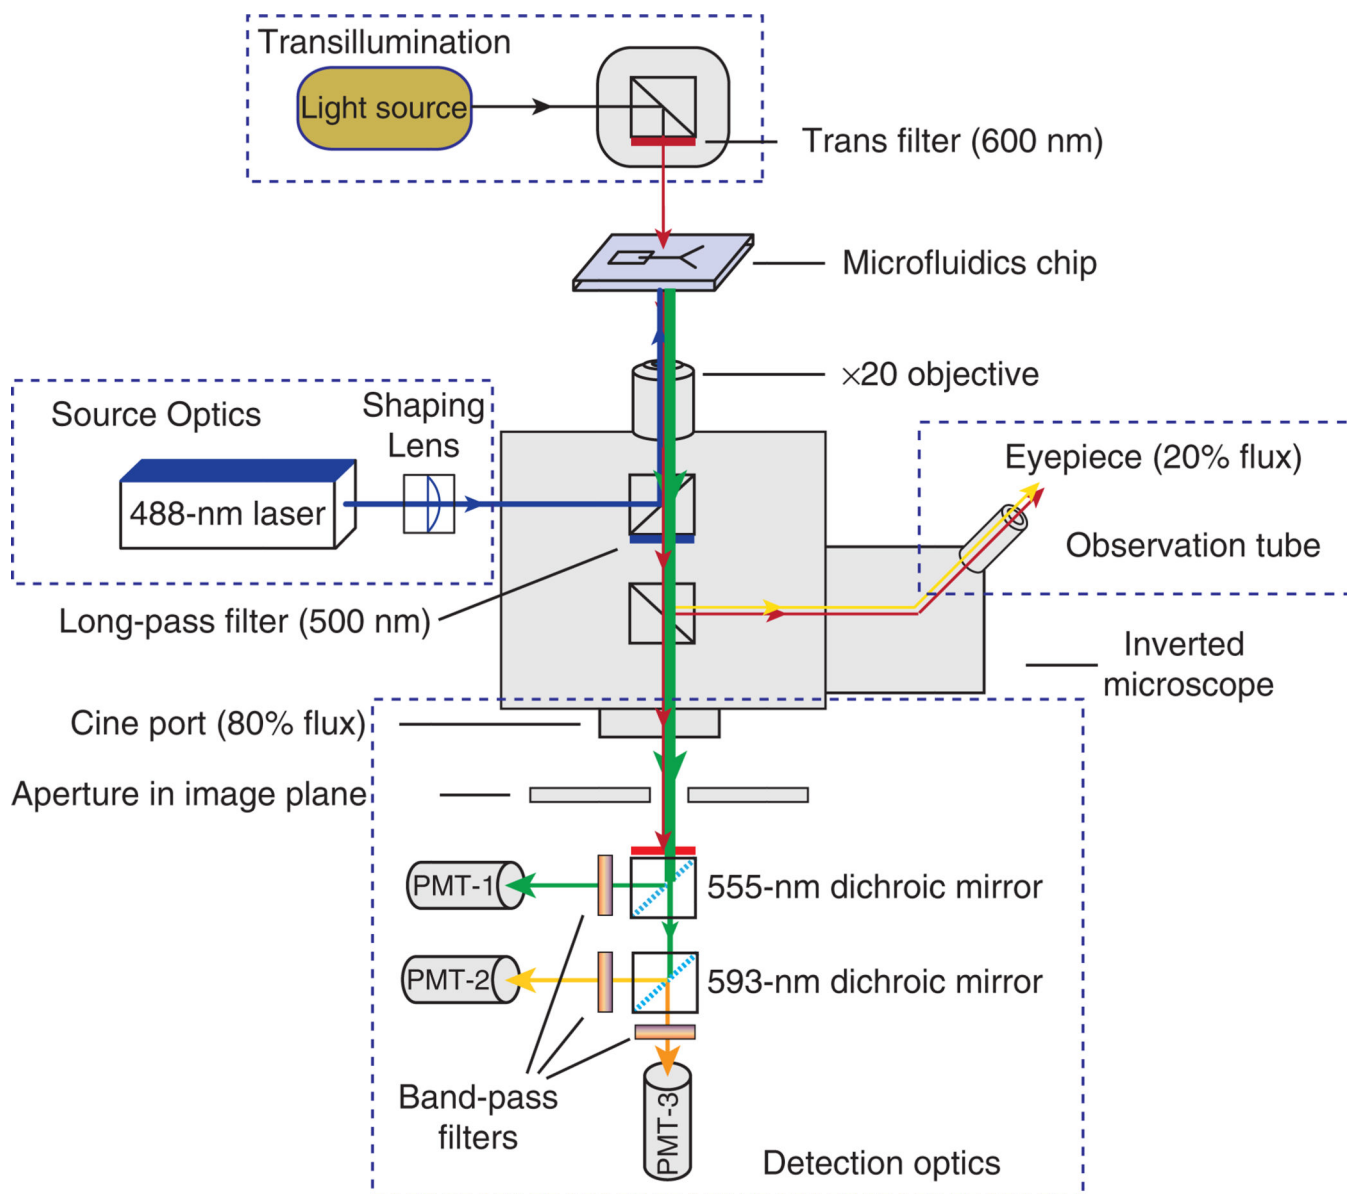 Transillumination
Light source
Trans filter (600 nm)
Microfluidics chip
×20 objective
Source Optics
Shaping
Lens
488-nm laser
Eyepiece (20% flux)
Observation tube
Long-pass filter (500 nm)
Inverted
microscope
Cine port (80% flux)
Aperture in image plane
PMT-1
555-nm dichroic mirror
PMT-2
593-nm dichroic mirror
Band-pass
filters
PMT-3
Detection optics